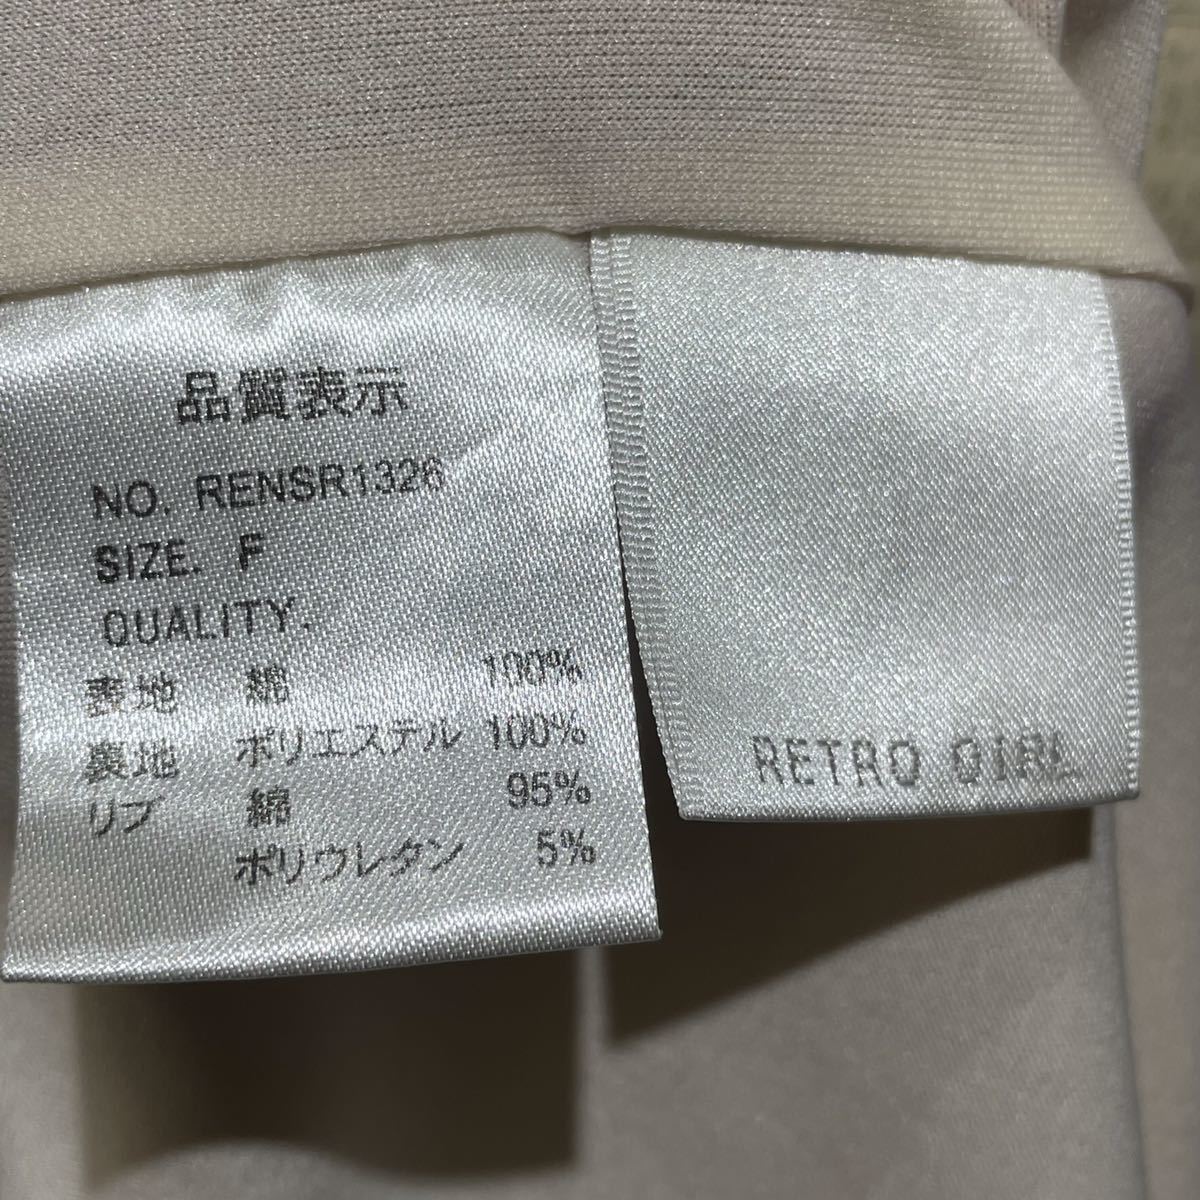 品質表示
NO. RENSR1326
SIZE. F
QUALITY.
表地 綿 100%
裏地 ポリエステル 100%
リブ 綿 95%
ポリウレタン 5%
RETRO GIRL